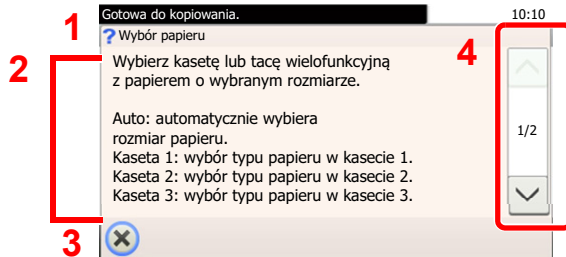 Gotowa do kopiowania. 10:10
1 ? Wybór papieru
2 4
Wybierz kasetę lub tacę wielofunkcyjną
z papierem o wybranym rozmiarze.
Auto: automatycznie wybiera
rozmiar papieru.
1/2
Kaseta 1: wybór typu papieru w kasecie 1.
Kaseta 2: wybór typu papieru w kasecie 2.
Kaseta 3: wybór typu papieru w kasecie 3.
3